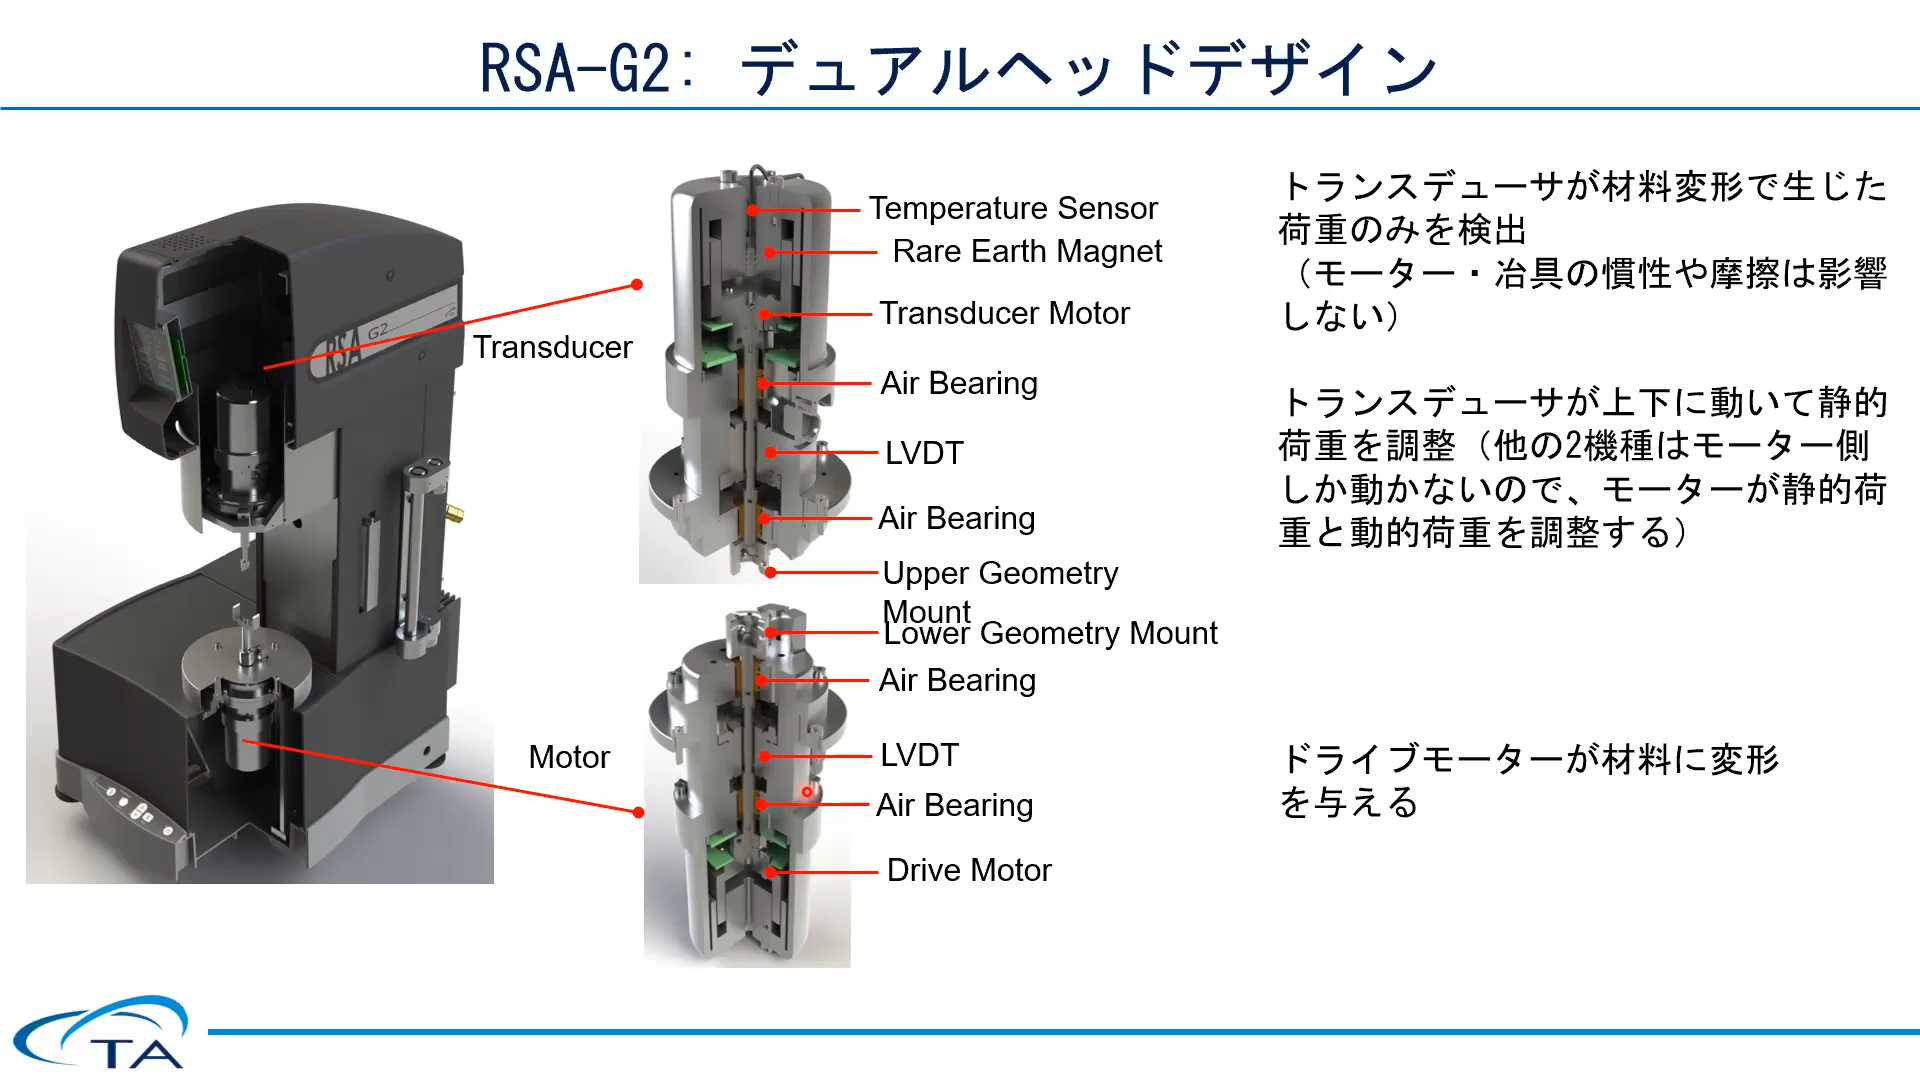 RSA-G2: デュアルヘッドデザイン
RSA G2
Transducer
Motor
Temperature Sensor
Rare Earth Magnet
Transducer Motor
Air Bearing
LVDT
Air Bearing
Upper Geometry
Mount
Lower Geometry Mount
Air Bearing
LVDT
Air Bearing
Drive Motor
トランスデューサが材料変形で生じた
荷重のみを検出
（モーター・冶具の慣性や摩擦は影響
しない）
トランスデューサが上下に動いて静的
荷重を調整（他の2機種はモーター側
しか動かないので、モーターが静的荷
重と動的荷重を調整する）
ドライブモーターが材料に変形
を与える
TA